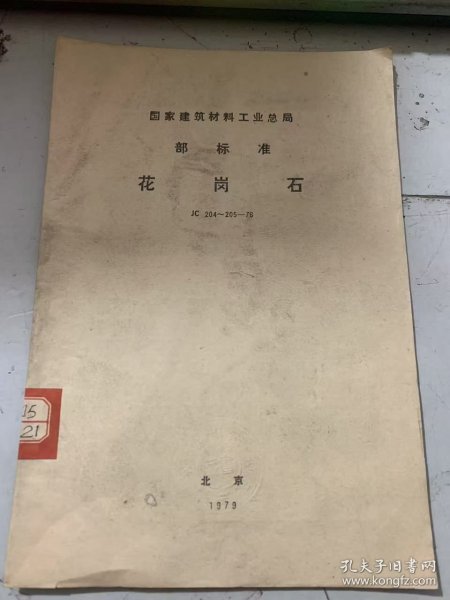 国家建筑材料工业总局
部标准
花岗石
JC 204～205—76
15
21
北京
1979
孔夫子旧书网
www.kongfz.com